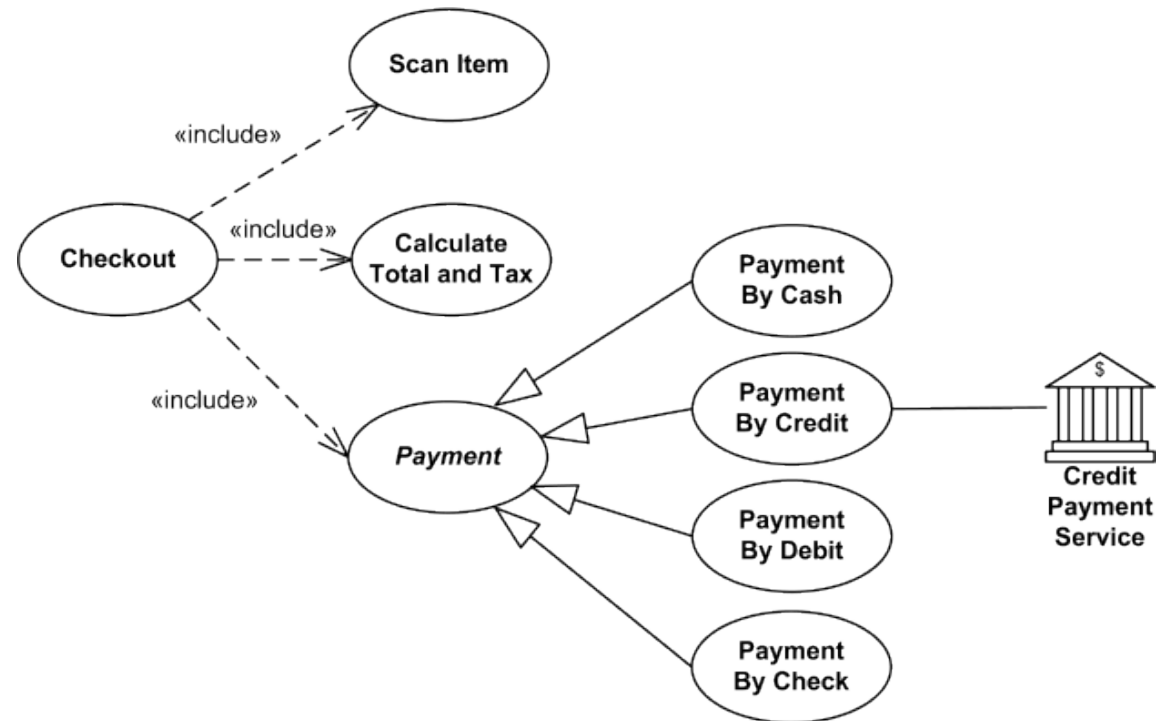 Scan Item
«include»
«include»
Checkout
Calculate
Total and Tax
Payment
By Cash
«include»
Payment
Payment
By Credit
$
Credit
Payment
Service
Payment
By Debit
Payment
By Check